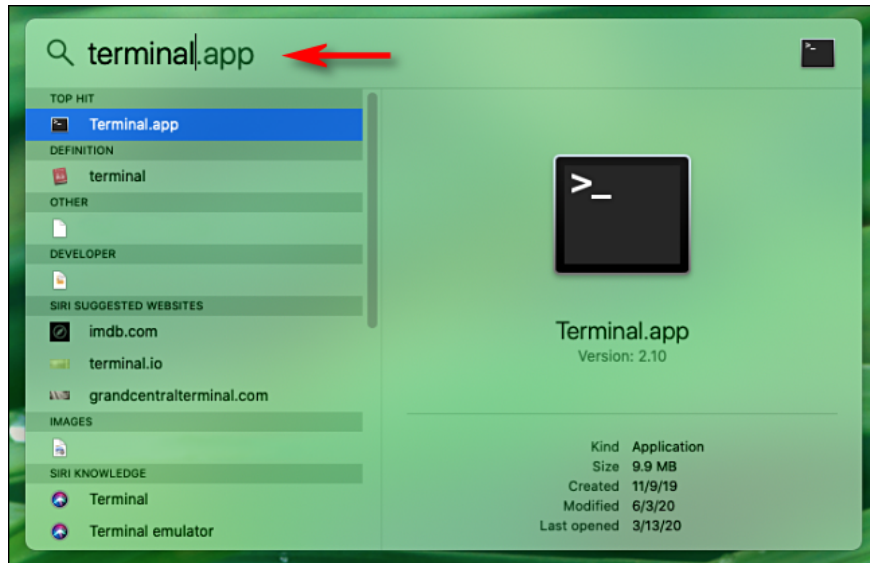 terminal.app
TOP HIT
Terminal.app
DEFINITION
terminal
OTHER
DEVELOPER
SIRI SUGGESTED WEBSITES
imdb.com
terminal.io
grandcentralterminal.com
IMAGES
SIRI KNOWLEDGE
Terminal
Terminal emulator
>_
Terminal.app
Version: 2.10
Kind Application
Size 9.9 MB
Created 11/9/19
Modified 6/3/20
Last opened 3/13/20